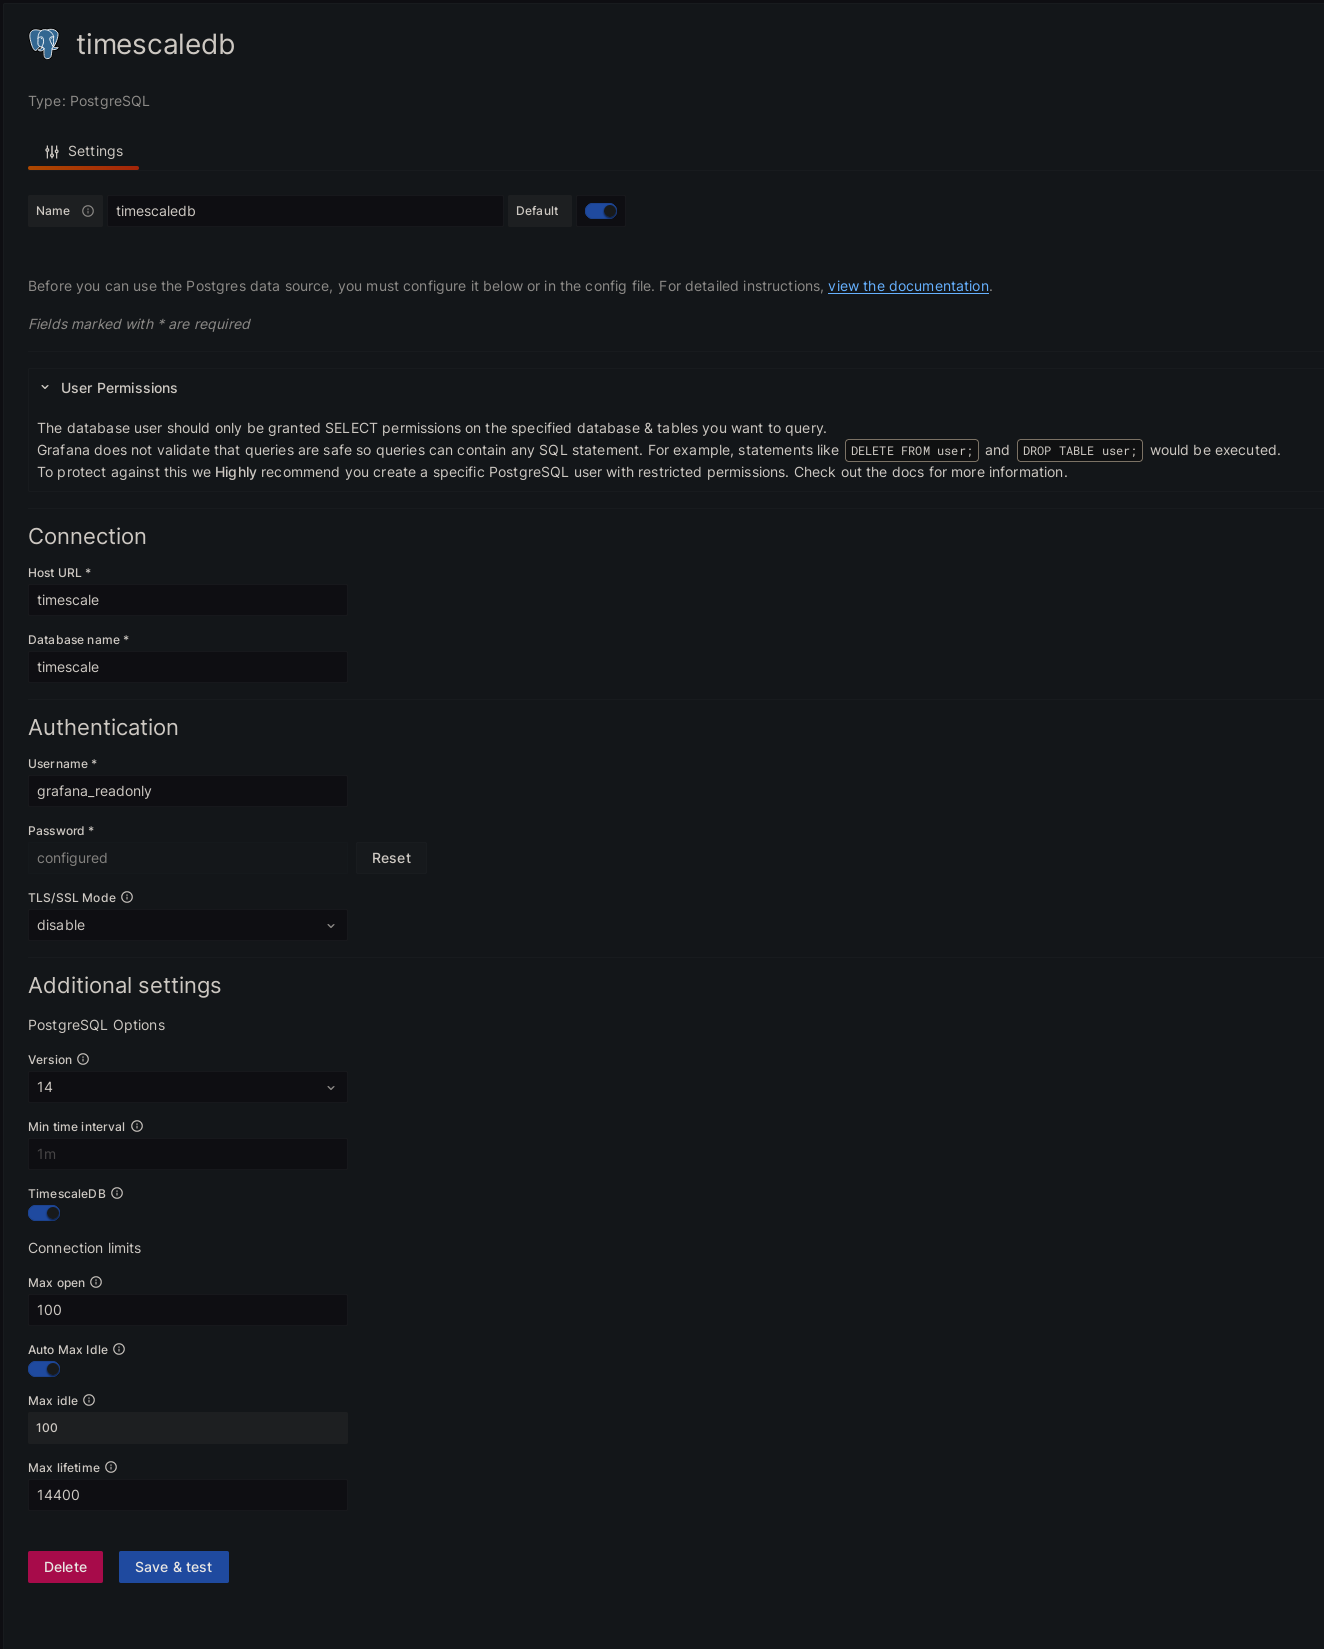 timescaledb
Type: PostgreSQL
Settings
Name timescaledb Default
Before you can use the Postgres data source, you must configure it below or in the config file. For detailed instructions, view the documentation.
Fields marked with * are required
User Permissions
The database user should only be granted SELECT permissions on the specified database & tables you want to query.
Grafana does not validate that queries are safe so queries can contain any SQL statement. For example, statements like DELETE FROM user; and DROP TABLE user; would be executed.
To protect against this we Highly recommend you create a specific PostgreSQL user with restricted permissions. Check out the docs for more information.
Connection
Host URL *
timescale
Database name *
timescale
Authentication
Username *
grafana_readonly
Password *
configured Reset
TLS/SSL Mode
disable
Additional settings
PostgreSQL Options
Version
14
Min time interval
1m
TimescaleDB
Connection limits
Max open
100
Auto Max Idle
Max idle
100
Max lifetime
14400
Delete Save & test